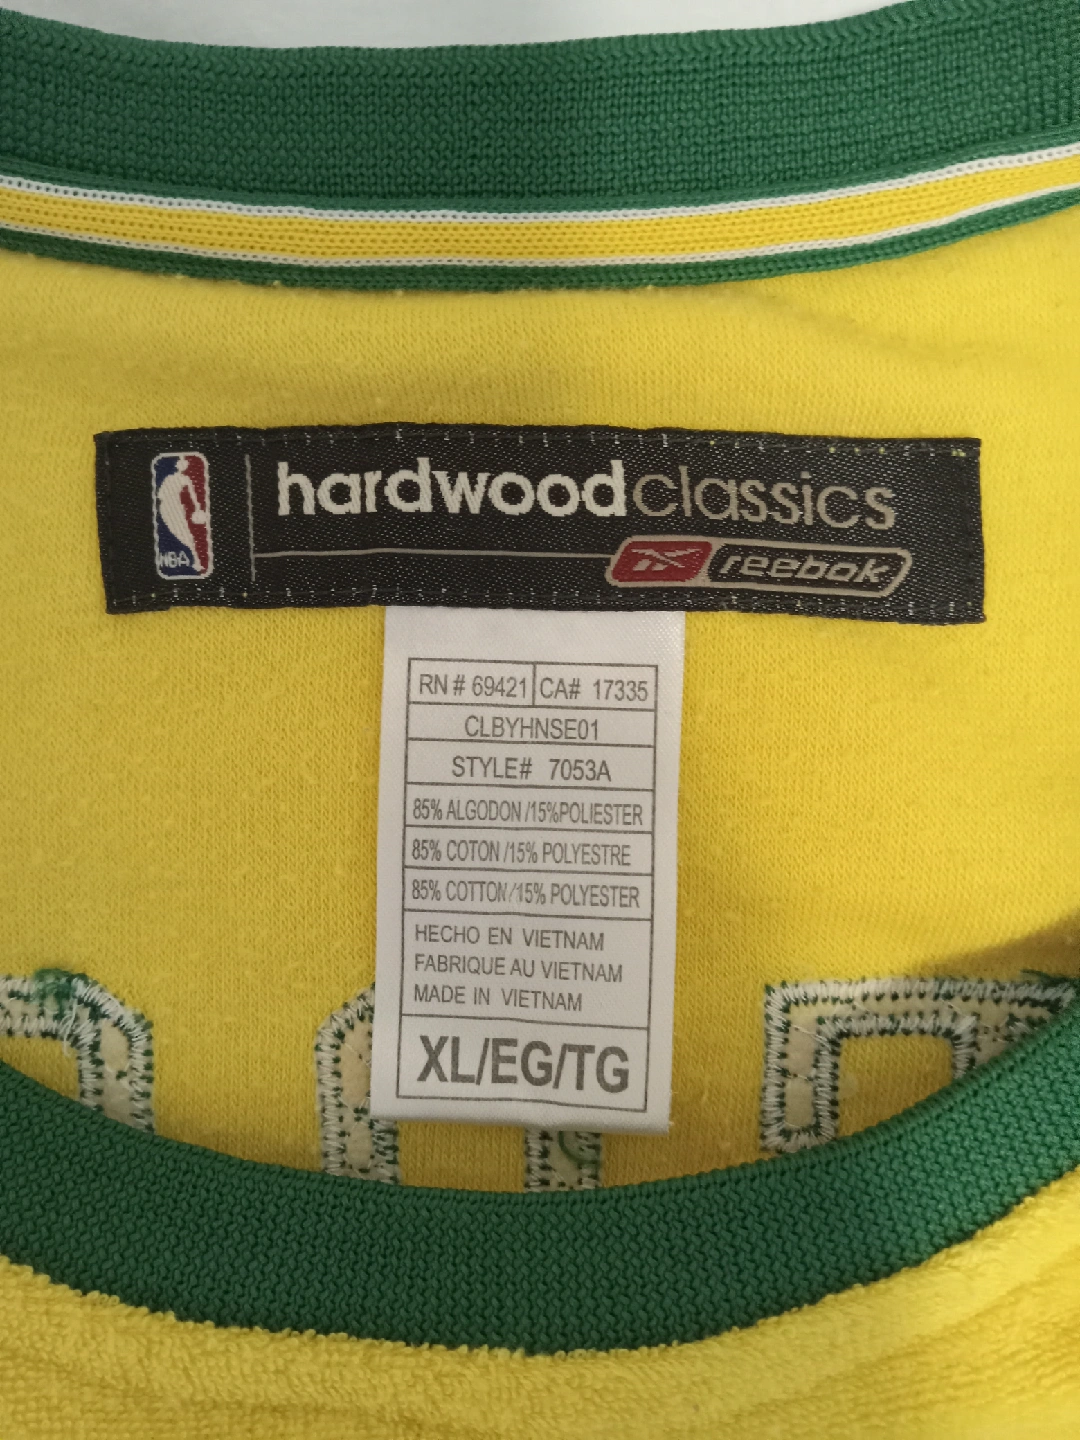 hardwoodclassics
NBA
reebok
RN # 69421 CA# 17335
CLBYHNSE01
STYLE# 7053A
85% ALGODON /15%POLIESTER
85% COTON /15% POLYESTRE
85% COTTON /15% POLYESTER
HECHO EN VIETNAM
FABRIQUE AU VIETNAM
MADE IN VIETNAM
XL/EG/TG